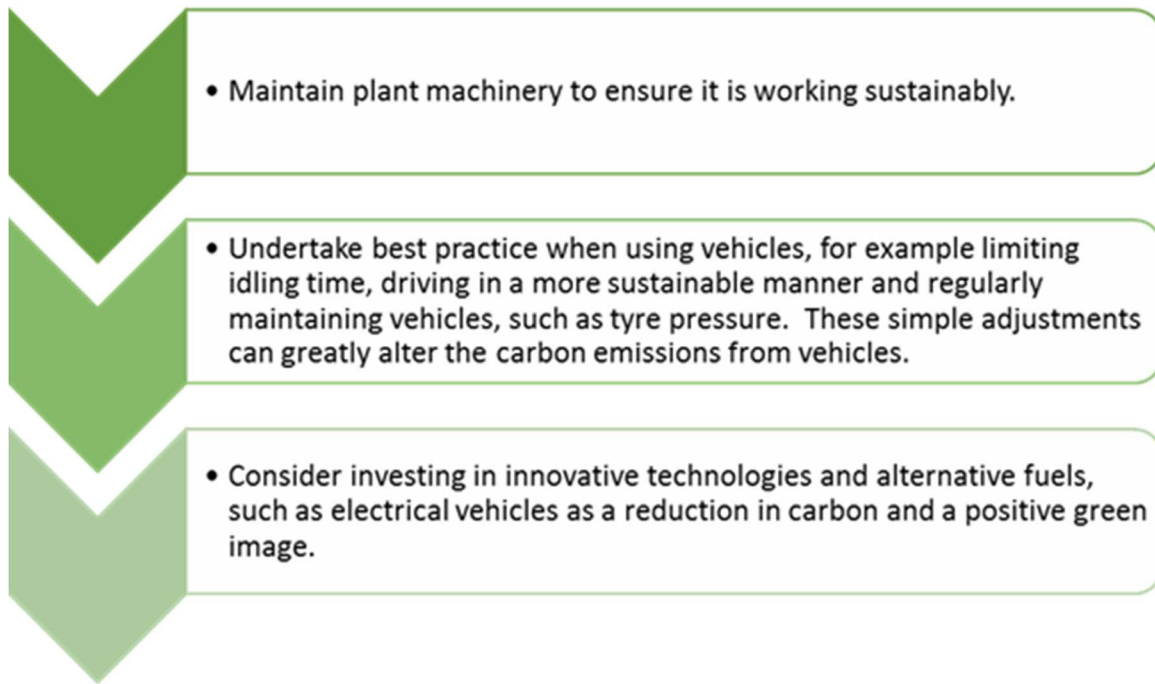 • Maintain plant machinery to ensure it is working sustainably.
• Undertake best practice when using vehicles, for example limiting
idling time, driving in a more sustainable manner and regularly
maintaining vehicles, such as tyre pressure.  These simple adjustments
can greatly alter the carbon emissions from vehicles.
• Consider investing in innovative technologies and alternative fuels,
such as electrical vehicles as a reduction in carbon and a positive green
image.